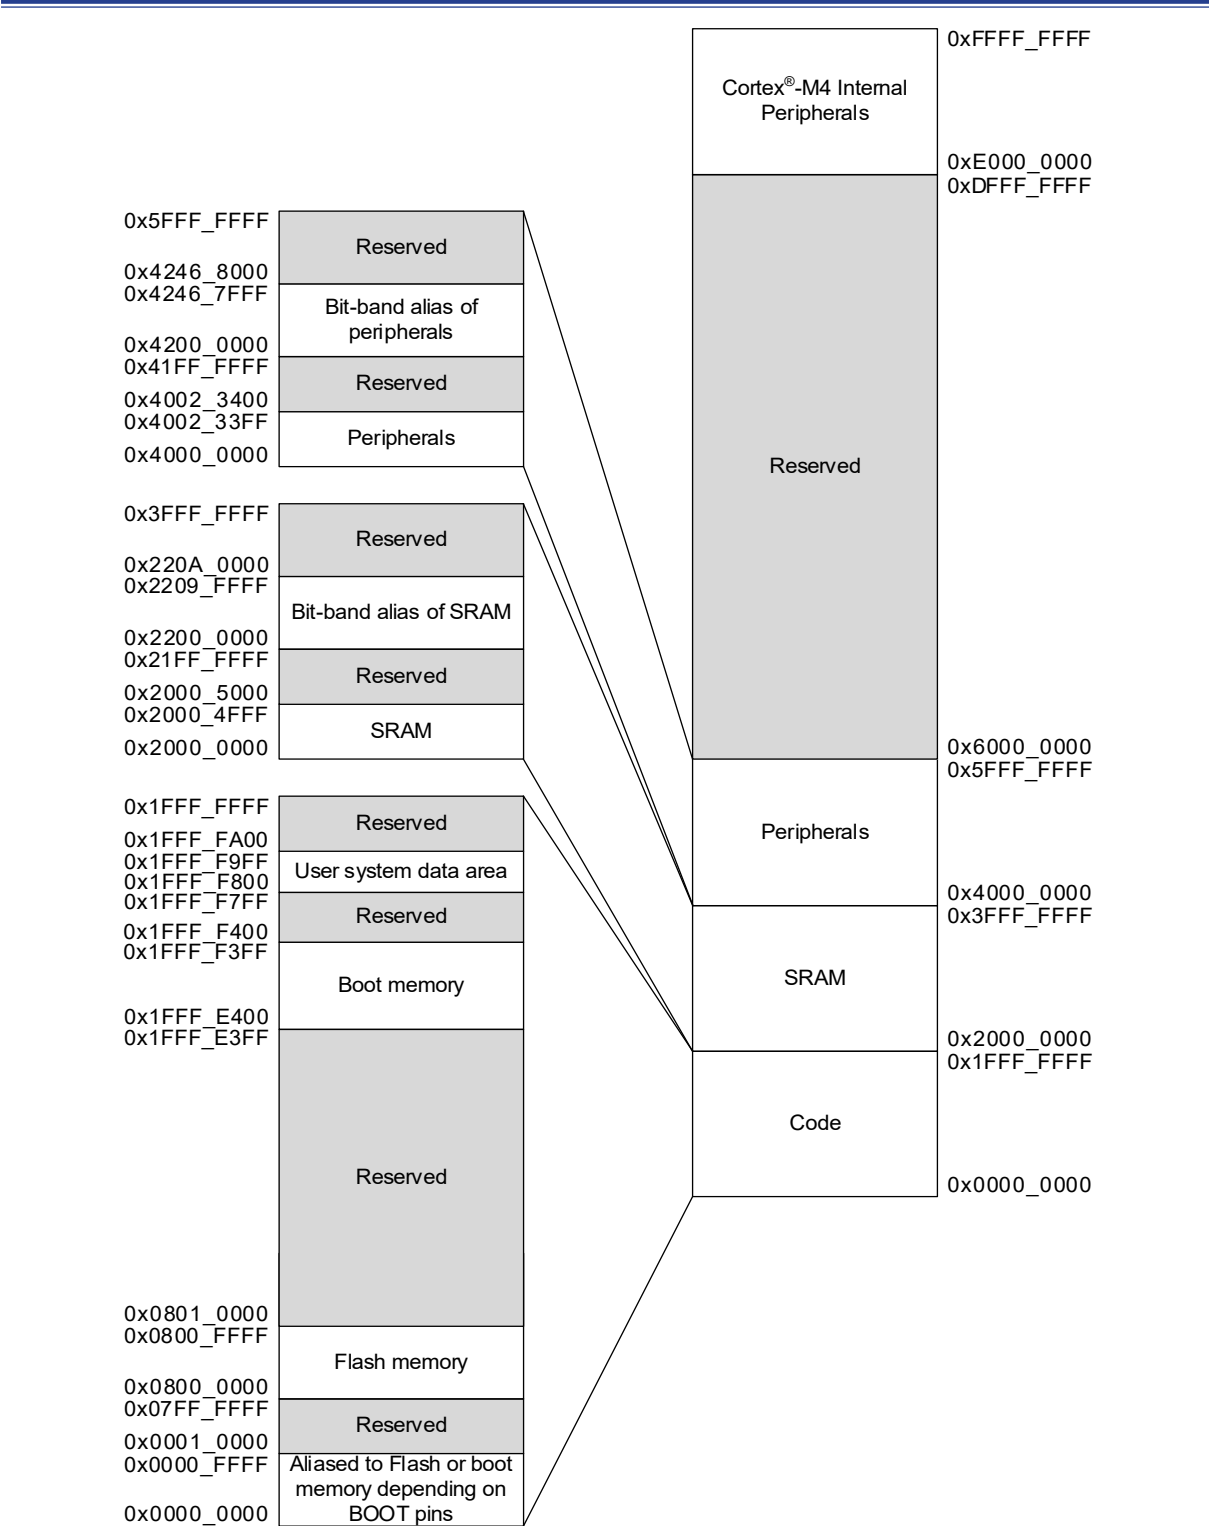 0xFFFF_FFFF
Cortex®-M4 Internal
Peripherals
0xE000_0000
0xDFFF_FFFF
Reserved
0x6000_0000
0x5FFF_FFFF
Peripherals
0x4000_0000
0x3FFF_FFFF
SRAM
0x2000_0000
0x1FFF_FFFF
Code
0x0000_0000
0x5FFF_FFFF
Reserved
0x4246_8000
0x4246_7FFF
Bit-band alias of
peripherals
0x4200_0000
0x41FF_FFFF
Reserved
0x4002_3400
0x4002_33FF
Peripherals
0x4000_0000
0x3FFF_FFFF
Reserved
0x220A_0000
0x2209_FFFF
Bit-band alias of SRAM
0x2200_0000
0x21FF_FFFF
Reserved
0x2000_5000
0x2000_4FFF
SRAM
0x2000_0000
0x1FFF_FFFF
Reserved
0x1FFF_FA00
0x1FFF_F9FF
User system data area
0x1FFF_F800
0x1FFF_F7FF
Reserved
0x1FFF_F400
0x1FFF_F3FF
Boot memory
0x1FFF_E400
0x1FFF_E3FF
Reserved
0x0801_0000
0x0800_FFFF
Flash memory
0x0800_0000
0x07FF_FFFF
Reserved
0x0001_0000
0x0000_FFFF
Aliased to Flash or boot
memory depending on
BOOT pins
0x0000_0000